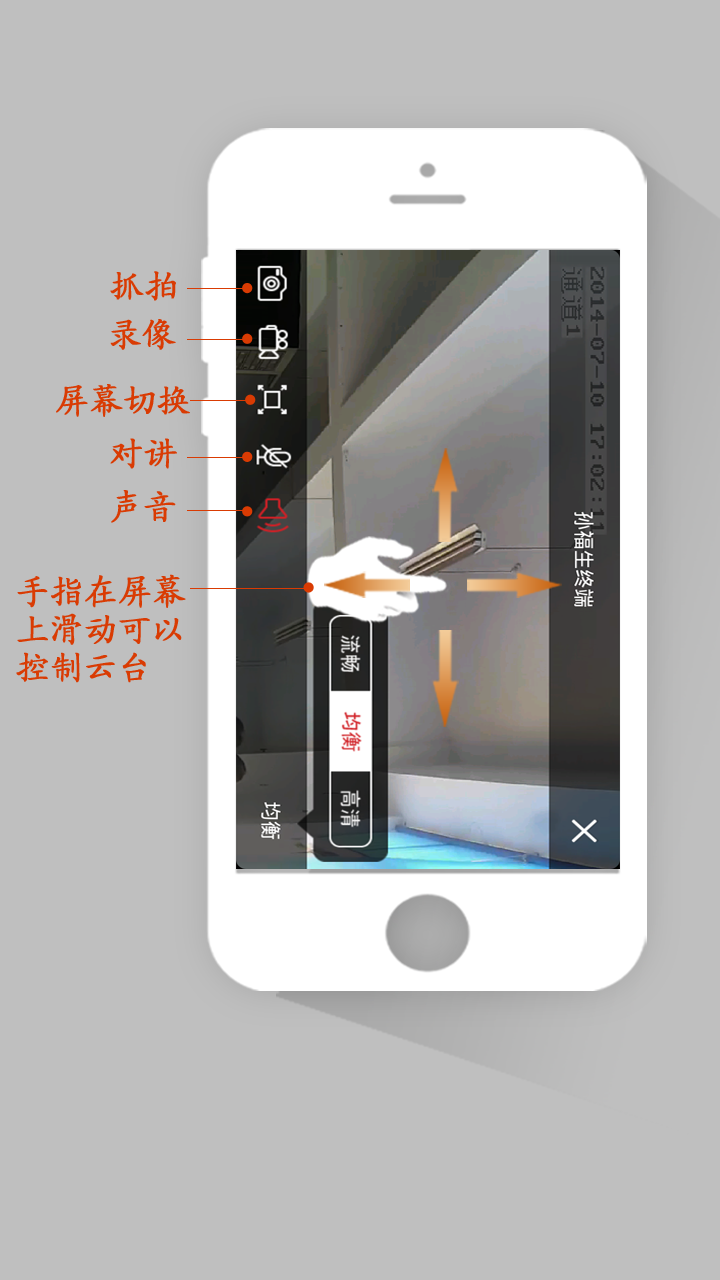 抓拍
录像
屏幕切换
对讲
声音
手指在屏幕
上滑动可以
控制云台
2014-07-10 17:02:11
通道1
孙福生终端
流畅
均衡
高清
均衡